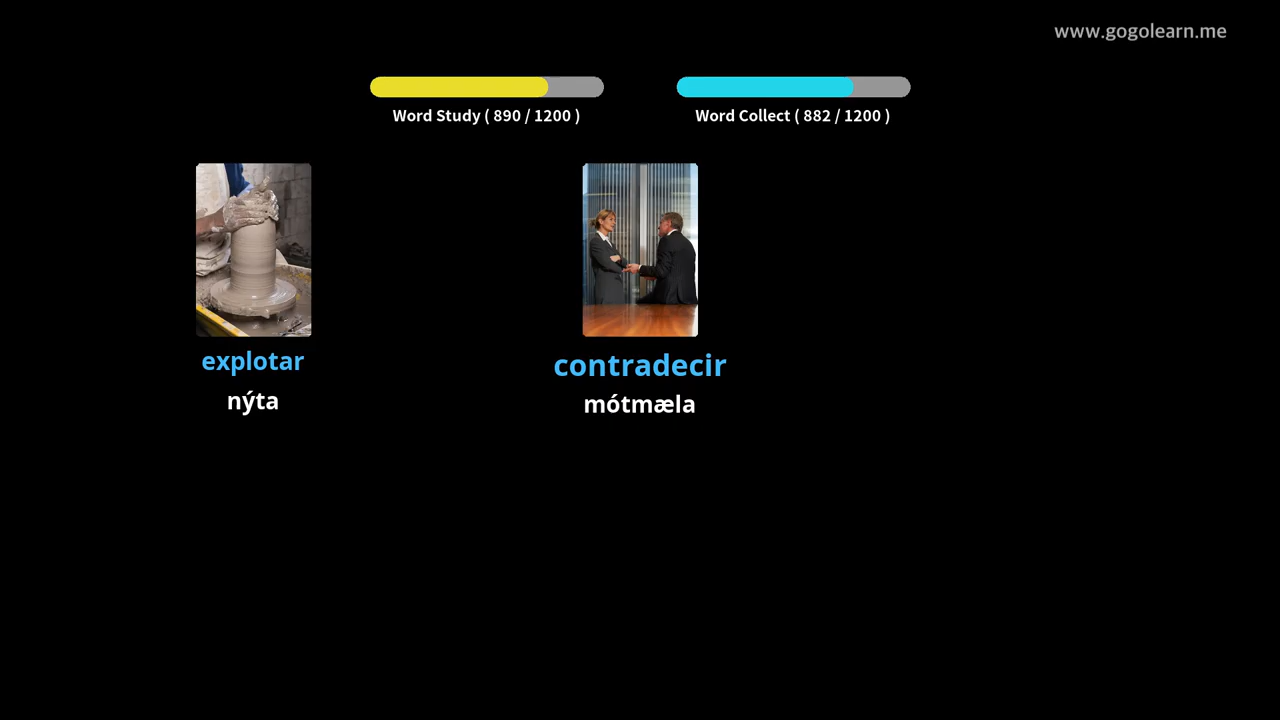 www.gogolearn.me
Word Study ( 890 / 1200 )
Word Collect ( 882 / 1200 )
explotar
nýta
contradecir
mótmæla